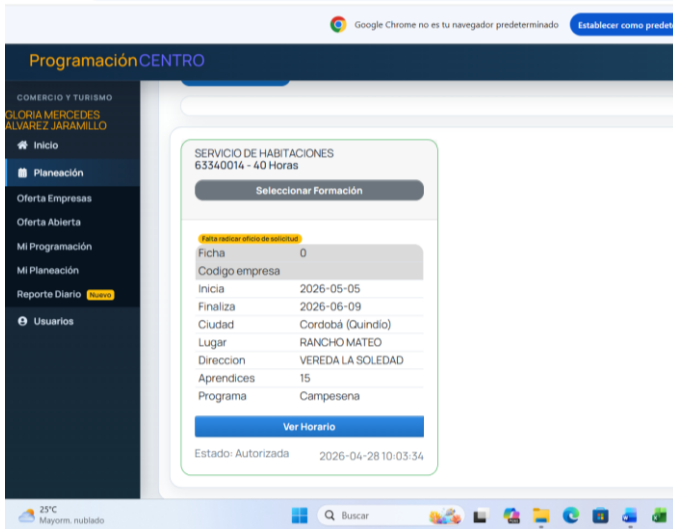 Google Chrome no es tu navegador predeterminado
Establecer como predet
Programación CENTRO
COMERCIO Y TURISMO
GLORIA MERCEDES
ALVAREZ JARAMILLO
Inicio
Planeación
Oferta Empresas
Oferta Abierta
Mi Programación
Mi Planeación
Reporte Diario Nuevo
Usuarios
SERVICIO DE HABITACIONES
63340014 - 40 Horas
Seleccionar Formación
Falta radicar oficio de solicitud
Ficha 0
Codigo empresa
Inicia 2026-05-05
Finaliza 2026-06-09
Ciudad Cordobá (Quindío)
Lugar RANCHO MATEO
Direccion VEREDA LA SOLEDAD
Aprendices 15
Programa Campesena
Ver Horario
Estado: Autorizada 2026-04-28 10:03:34
25°C
Mayorm. nublado
Buscar